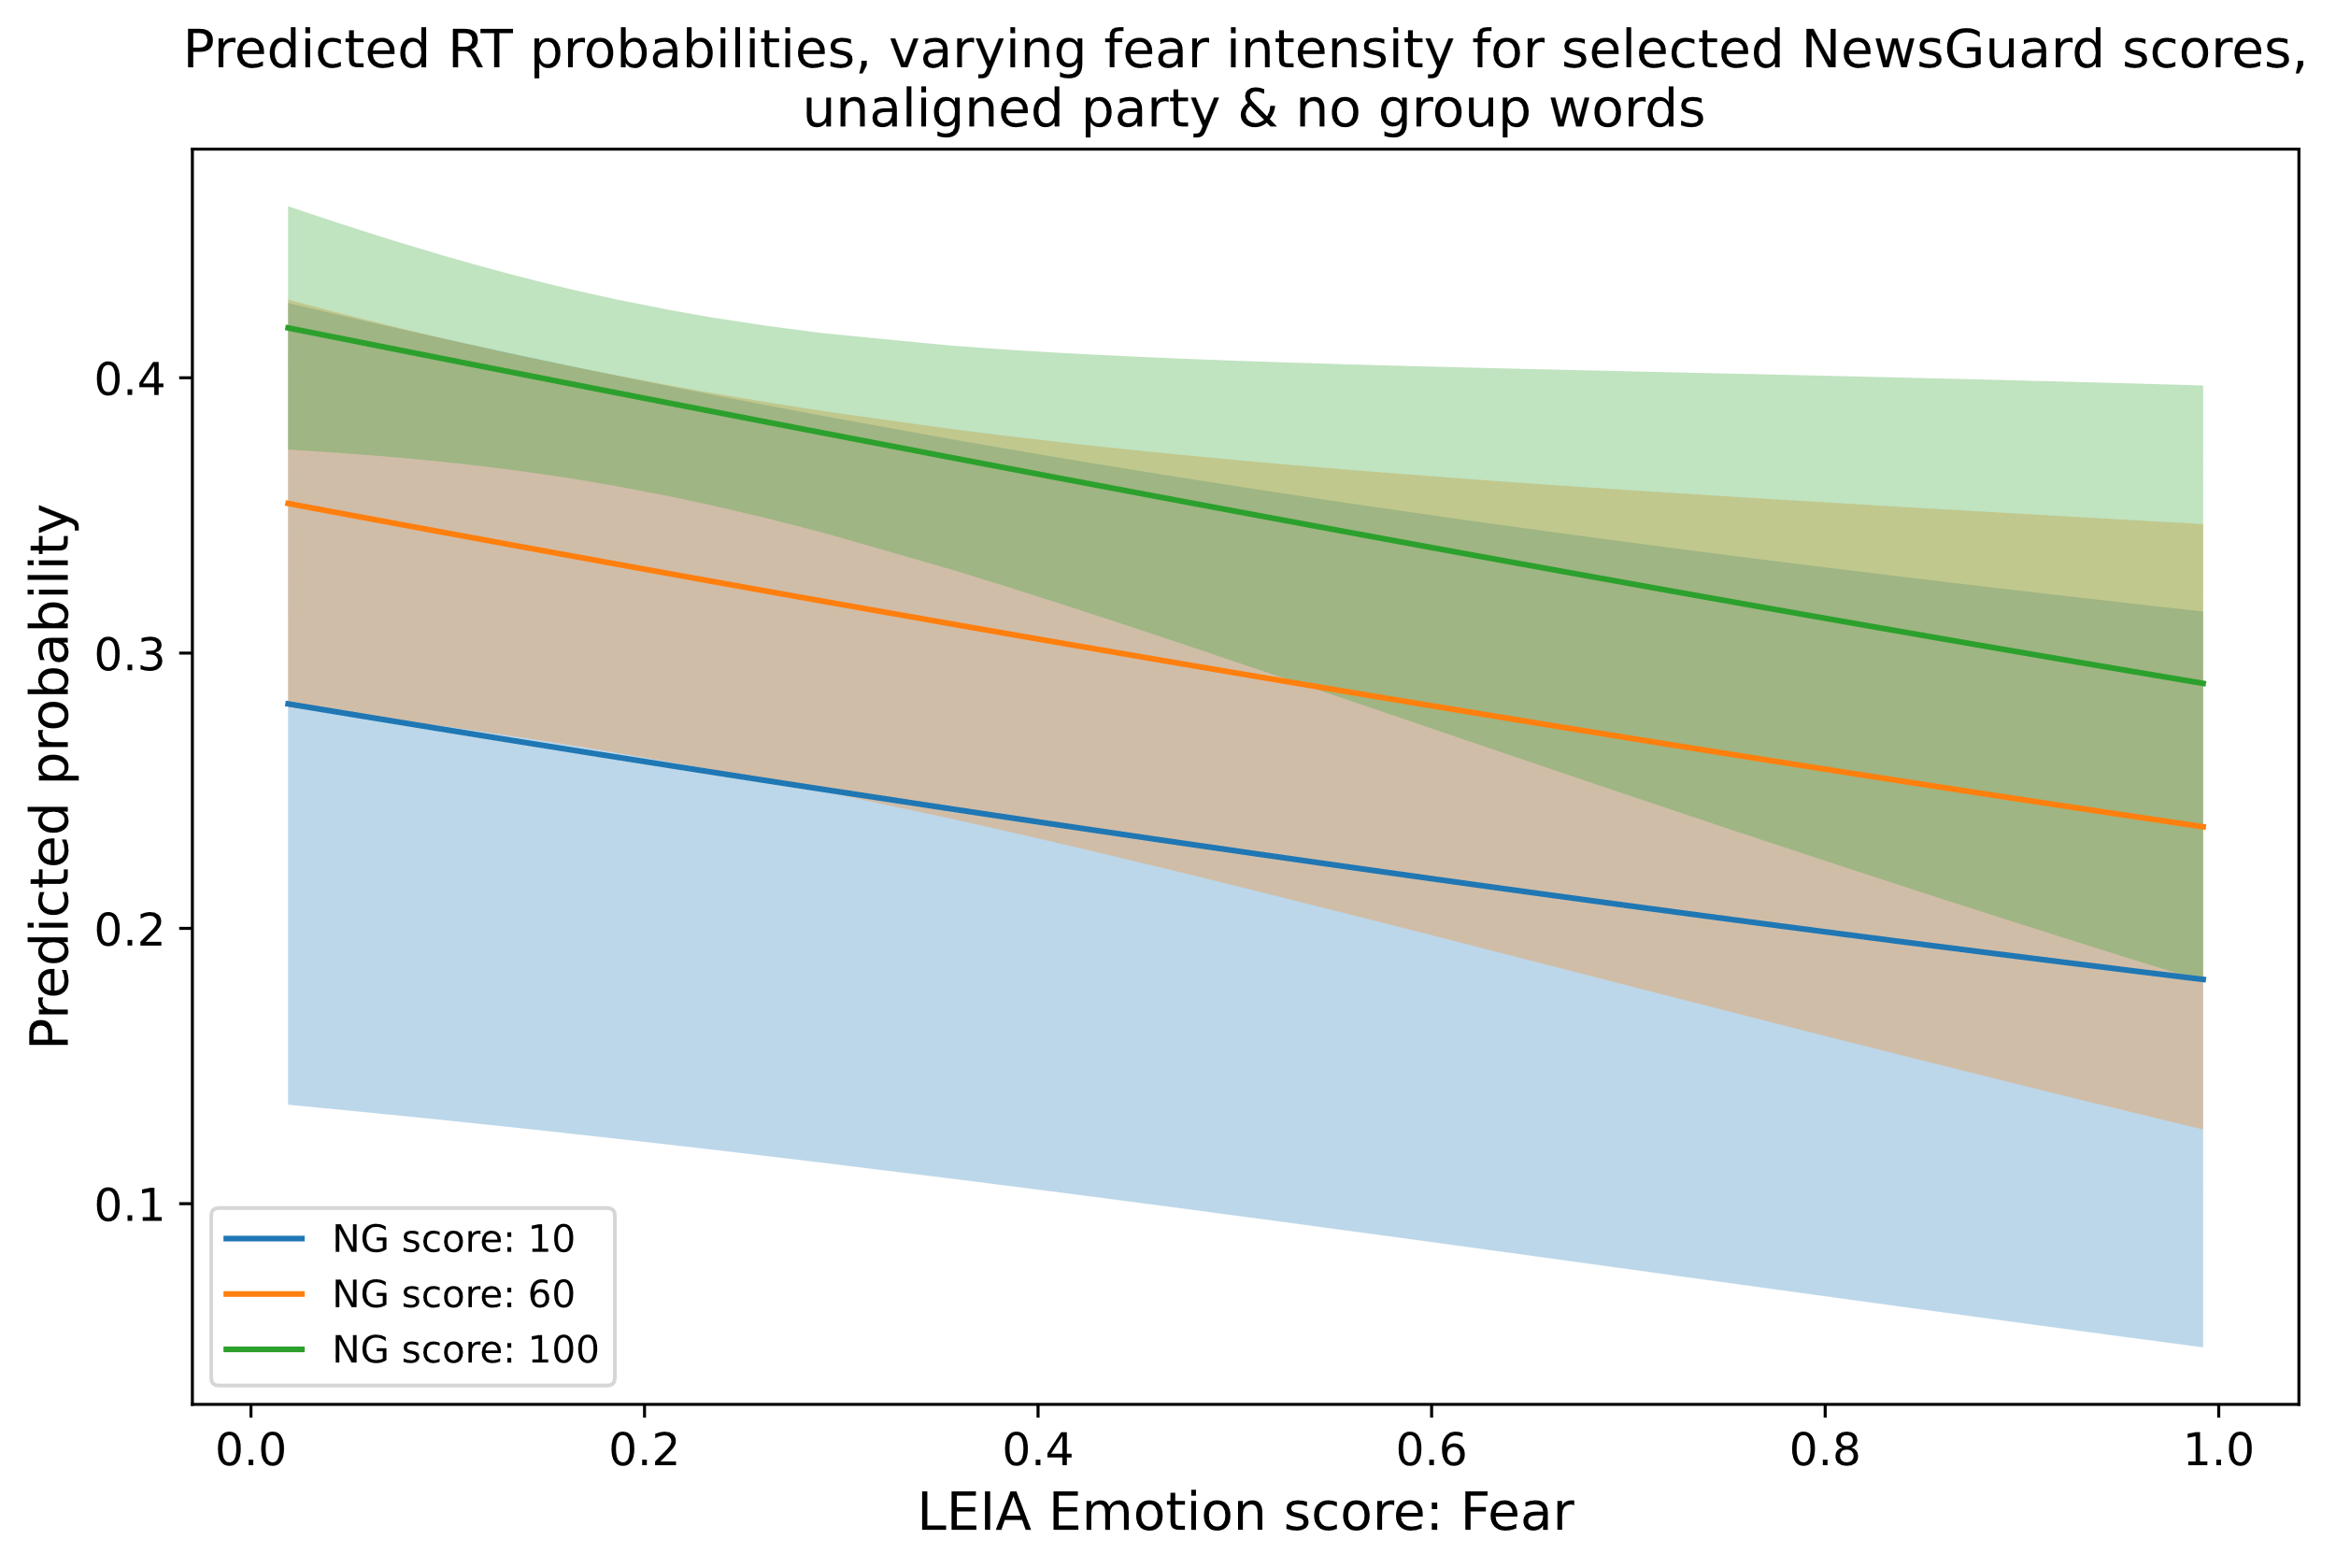 Predicted RT probabilities, varying fear intensity for selected NewsGuard scores,
unaligned party & no group words
Predicted probability
0.4
0.3
0.2
0.1
NG score: 10
NG score: 60
NG score: 100
0.0 0.2 0.4 0.6 0.8 1.0
LEIA Emotion score: Fear